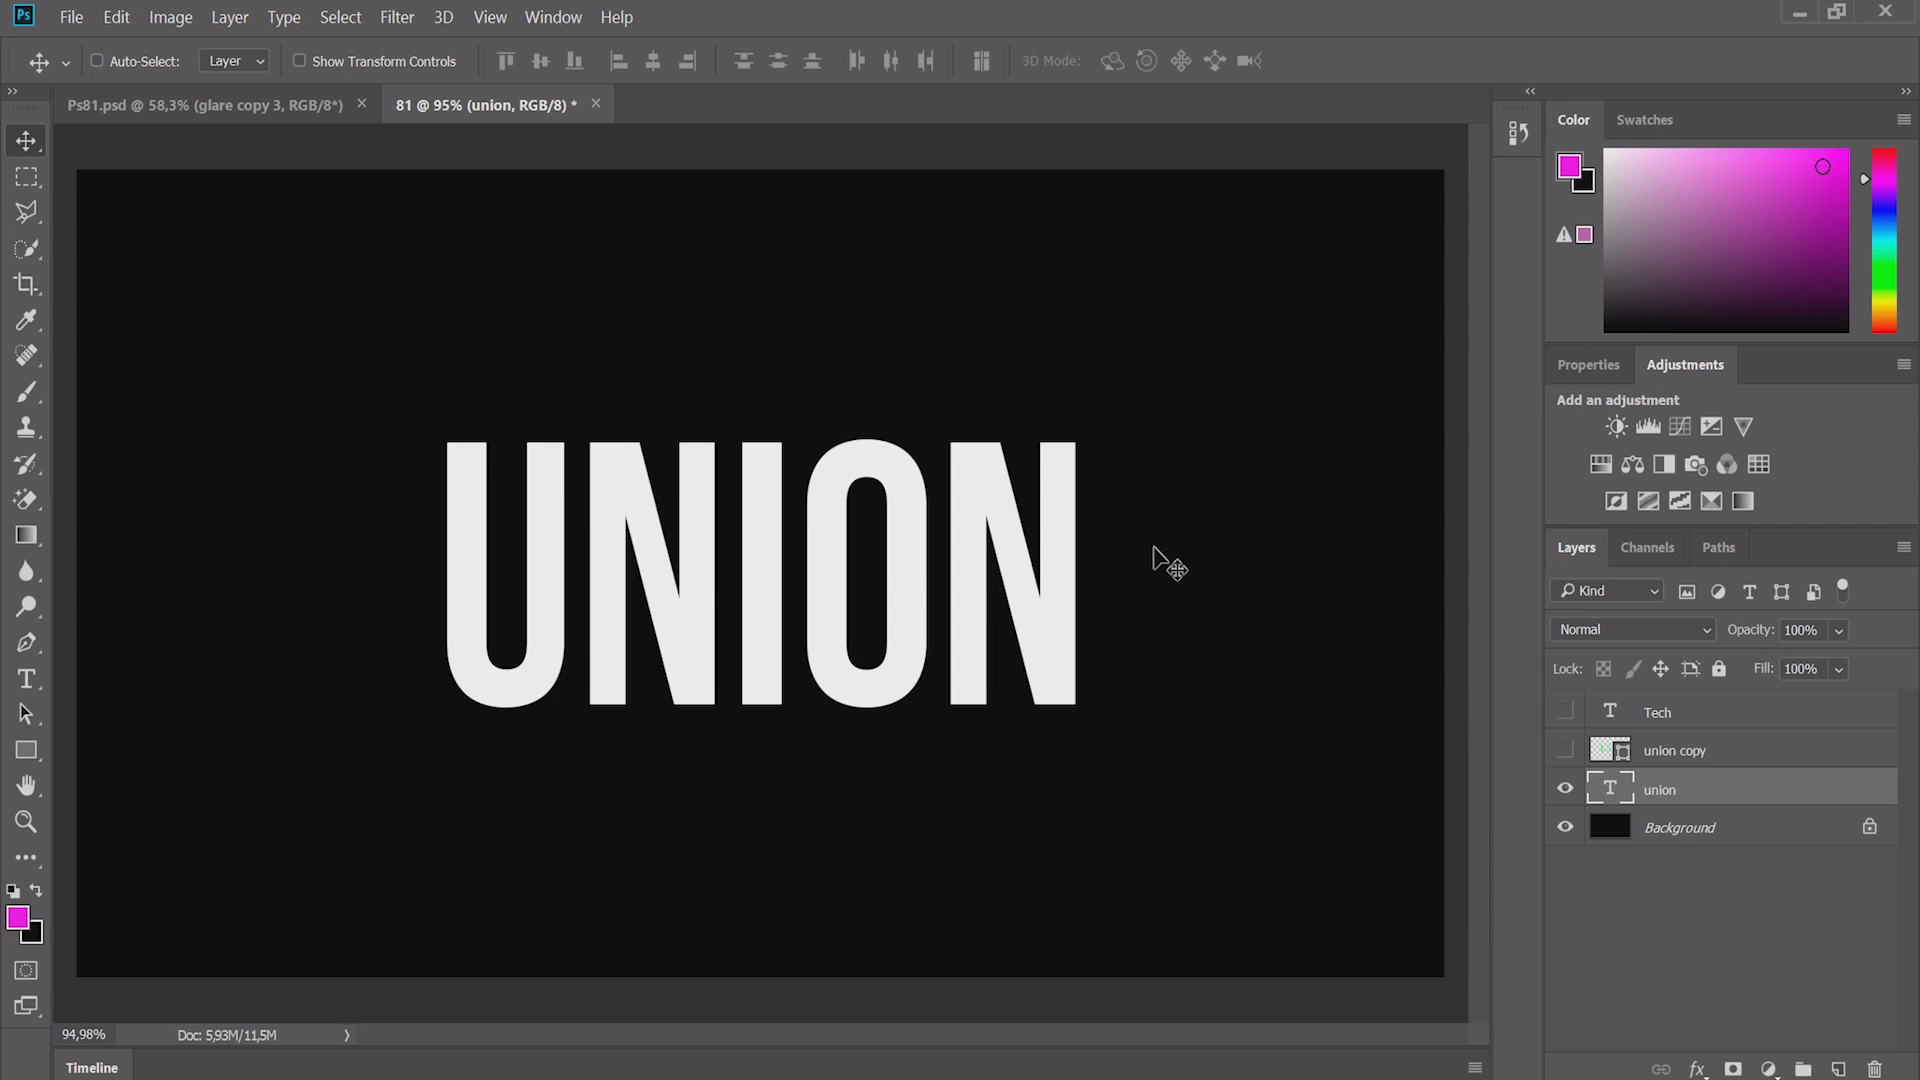 Ps File Edit Image Layer Type Select Filter 3D View Window Help
Auto-Select: Layer Show Transform Controls 3D Mode:
Ps81.psd @ 58,3% (glare copy 3, RGB/8*) × 81 @ 95% (union, RGB/8) * ×
Color Swatches
UNION
Properties Adjustments
Add an adjustment
Layers Channels Paths
Kind
Normal Opacity: 100%
Lock: Fill: 100%
T Tech
union copy
T union
Background
94,98% Doc: 5,93M/11,5M
Timeline
fx